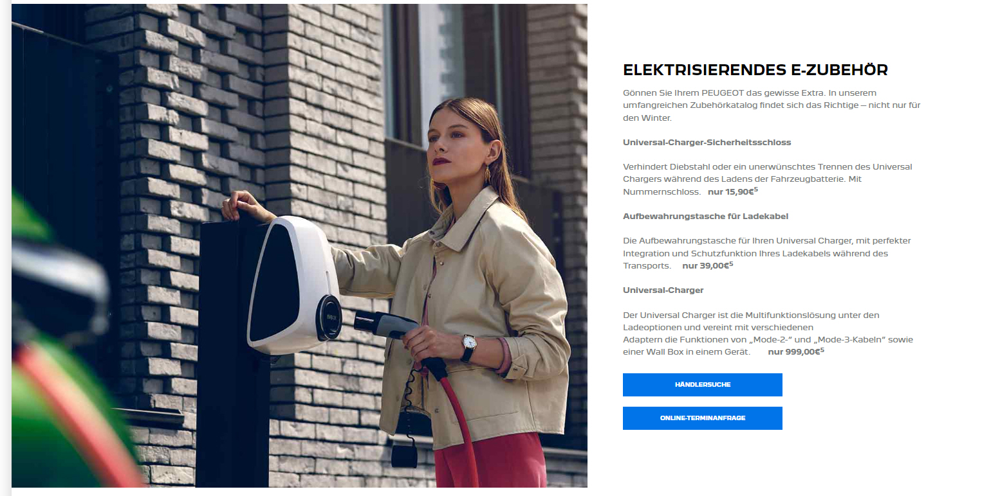 ELEKTRISIERENDES E-ZUBEHÖR
Gönnen Sie Ihrem PEUGEOT das gewisse Extra. In unserem
umfangreichen Zubehörkatalog findet sich das Richtige – nicht nur für
den Winter.
Universal-Charger-Sicherheitsschloss
Verhindert Diebstahl oder ein unerwünschtes Trennen des Universal
Chargers während des Ladens der Fahrzeugbatterie. Mit
Nummernschloss. nur 15,90€5
Aufbewahrungstasche für Ladekabel
Die Aufbewahrungstasche für Ihren Universal Charger, mit perfekter
Integration und Schutzfunktion Ihres Ladekabels während des
Transports. nur 39,00€5
Universal-Charger
Der Universal Charger ist die Multifunktionslösung unter den
Ladeoptionen und vereint mit verschiedenen
Adaptern die Funktionen von „Mode-2-“ und „Mode-3-Kabeln“ sowie
einer Wall Box in einem Gerät. nur 999,00€5
HÄNDLERSUCHE
ONLINE-TERMINANFRAGE